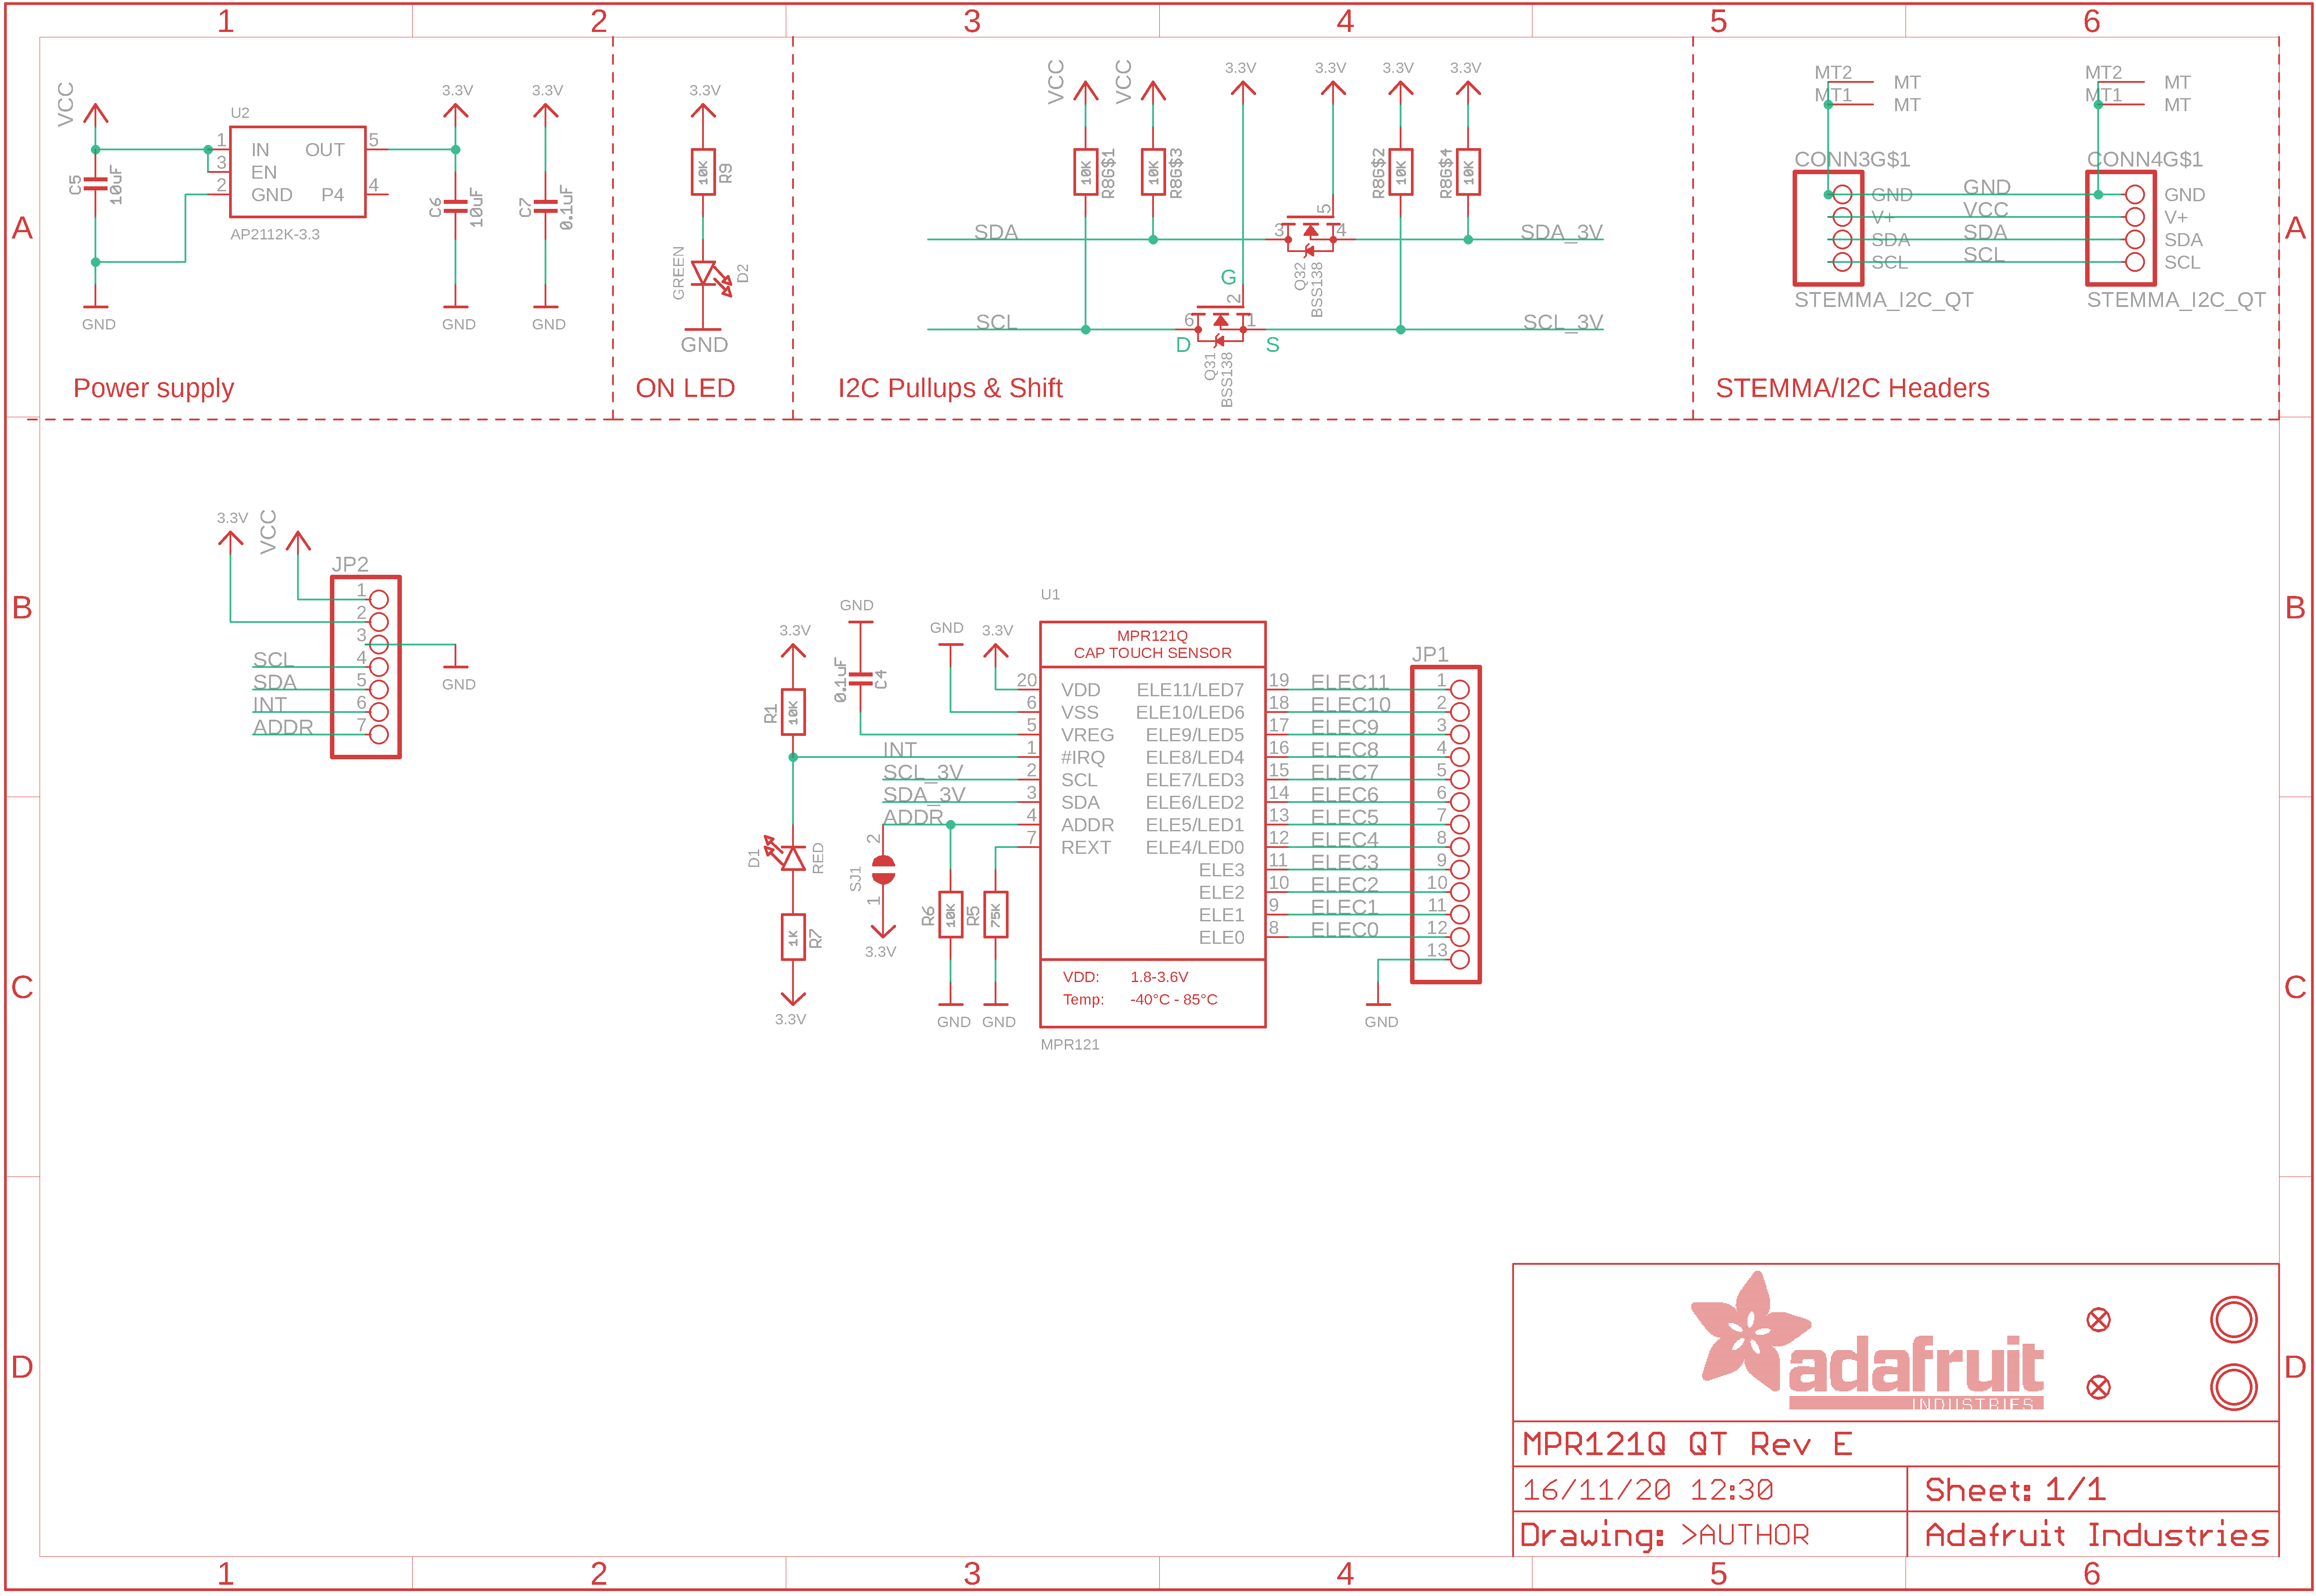 1 2 3 4 5 6
A
A
B
B
C
C
D
D
VCC
C5
10uF
GND
U2
1 IN OUT 5
3 EN
2 GND P4 4
AP2112K-3.3
3.3V
C6
10uF
GND
3.3V
C7
0.1uF
GND
Power supply
3.3V
10K
R9
GREEN
D2
GND
ON LED
VCC
VCC
3.3V
3.3V
3.3V
3.3V
10K
R8G$1
10K
R8G$3
10K
R8G$2
10K
R8G$4
SDA
3
5
4
SDA_3V
Q32
BSS138
G
2
SCL
6
1
SCL_3V
D
S
Q31
BSS138
I2C Pullups & Shift
MT2 MT
MT1 MT
MT2 MT
MT1 MT
CONN3G$1
CONN4G$1
GND GND GND
V+ VCC V+
SDA SDA SDA
SCL SCL SCL
STEMMA_I2C_QT
STEMMA_I2C_QT
STEMMA/I2C Headers
3.3V
VCC
JP2
1
2
3
SCL 4
SDA 5
INT 6
ADDR 7
GND
U1
MPR121Q
CAP TOUCH SENSOR
GND
GND
3.3V
3.3V
0.1uF
C4
R1
10K
20 VDD ELE11/LED7 19 ELEC11
6 VSS ELE10/LED6 18 ELEC10
5 VREG ELE9/LED5 17 ELEC9
INT 1 #IRQ ELE8/LED4 16 ELEC8
SCL_3V 2 SCL ELE7/LED3 15 ELEC7
SDA_3V 3 SDA ELE6/LED2 14 ELEC6
ADDR 4 ADDR ELE5/LED1 13 ELEC5
7 REXT ELE4/LED0 12 ELEC4
ELE3 11 ELEC3
ELE2 10 ELEC2
ELE1 9 ELEC1
ELE0 8 ELEC0
D1
RED
1K
R7
3.3V
SJ1
2
1
3.3V
R6
10K
GND
R5
75K
GND
VDD: 1.8-3.6V
Temp: -40°C - 85°C
MPR121
JP1
1
2
3
4
5
6
7
8
9
10
11
12
13
GND
adafruit
INDUSTRIES
MPR121Q QT Rev E
16/11/20 12:30
Sheet: 1/1
Drawing: >AUTHOR
Adafruit Industries
1 2 3 4 5 6